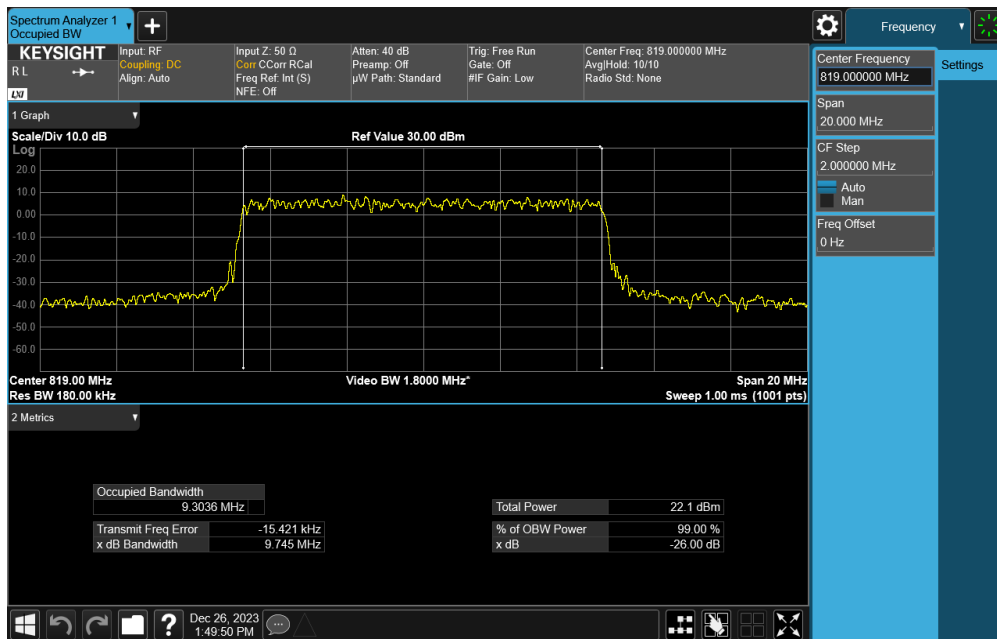 Spectrum Analyzer 1
Occupied BW
+
Frequency
KEYSIGHT
R L
LXI
Input: RF
Coupling: DC
Align: Auto
Input Z: 50 Ω
Corr CCorr RCal
Freq Ref: Int (S)
NFE: Off
Atten: 40 dB
Preamp: Off
µW Path: Standard
Trig: Free Run
Gate: Off
#IF Gain: Low
Center Freq: 819.000000 MHz
Avg|Hold: 10/10
Radio Std: None
Center Frequency
819.000000 MHz
Settings
Span
20.000 MHz
CF Step
2.000000 MHz
Auto
Man
Freq Offset
0 Hz
1 Graph
Scale/Div 10.0 dB
Ref Value 30.00 dBm
Log
20.0
10.0
0.00
-10.0
-20.0
-30.0
-40.0
-50.0
-60.0
Center 819.00 MHz
Video BW 1.8000 MHz*
Span 20 MHz
Res BW 180.00 kHz
Sweep 1.00 ms (1001 pts)
2 Metrics
Occupied Bandwidth
9.3036 MHz
Total Power 22.1 dBm
Transmit Freq Error -15.421 kHz
% of OBW Power 99.00 %
x dB Bandwidth 9.745 MHz
x dB -26.00 dB
?
Dec 26, 2023
1:49:50 PM